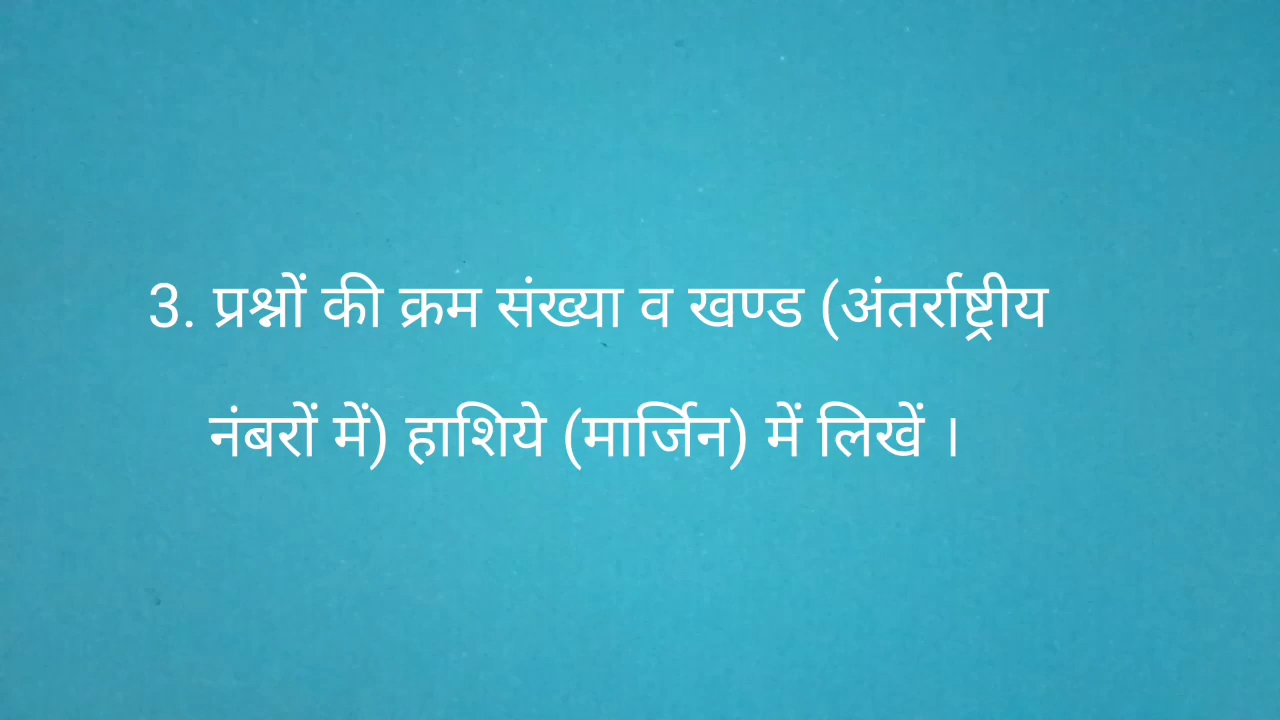 3. प्रश्नों की क्रम संख्या व खण्ड (अंतर्राष्ट्रीय
नंबरों में) हाशिये (मार्जिन) में लिखें ।